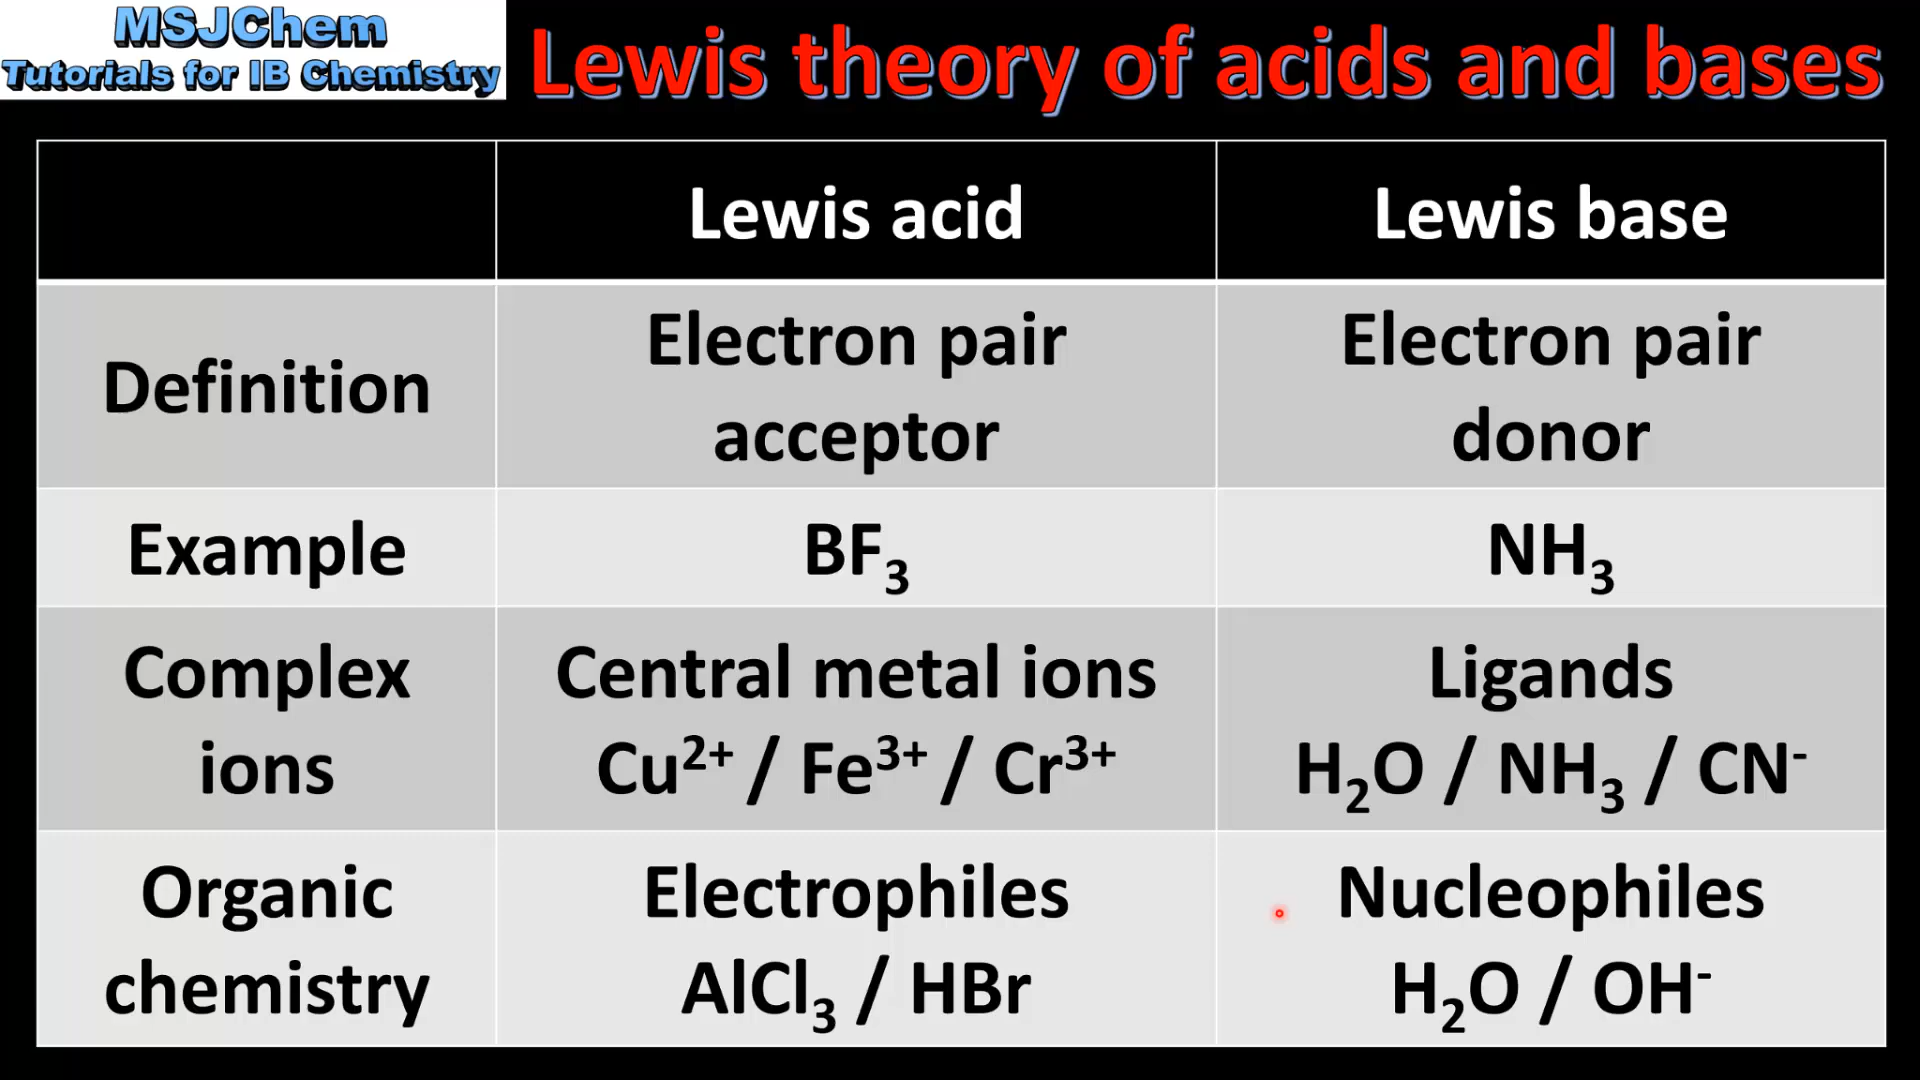 MSJChem
Tutorials for IB Chemistry
Lewis theory of acids and bases
Lewis acid
Lewis base
Definition
Electron pair
acceptor
Electron pair
donor
Example
BF₃
NH₃
Complex
ions
Central metal ions
Cu²⁺ / Fe³⁺ / Cr³⁺
Ligands
H₂O / NH₃ / CN⁻
Organic
chemistry
Electrophiles
AlCl₃ / HBr
Nucleophiles
H₂O / OH⁻